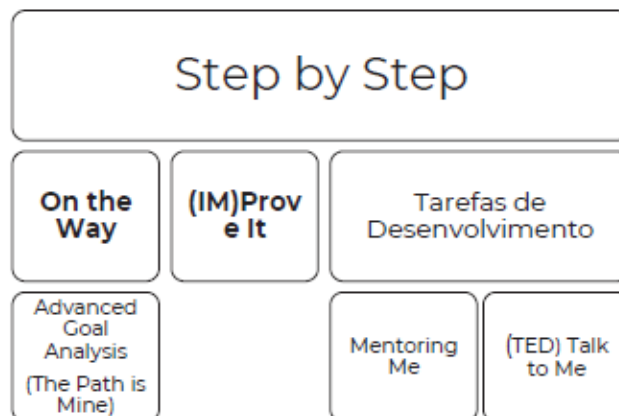 Step by Step
On the
Way
(IM)Prov
e It
Tarefas de
Desenvolvimento
Advanced
Goal
Analysis
(The Path is
Mine)
Mentoring
Me
(TED) Talk
to Me